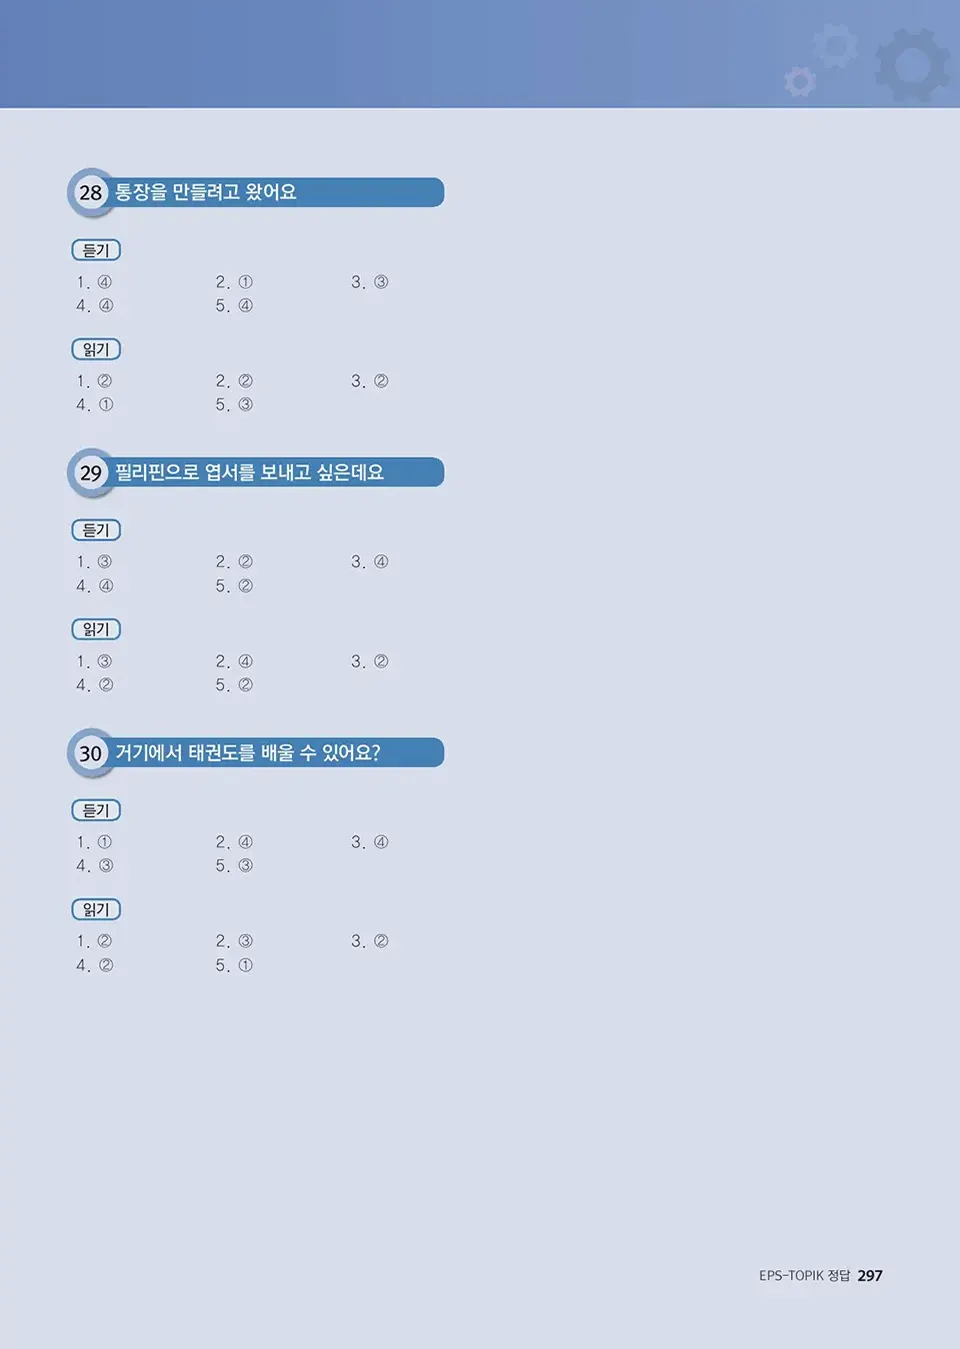 28 통장을 만들려고 왔어요
듣기
1. ④ 2. ① 3. ③
4. ④ 5. ④
읽기
1. ② 2. ② 3. ②
4. ① 5. ③
29 필리핀으로 엽서를 보내고 싶은데요
듣기
1. ③ 2. ② 3. ④
4. ④ 5. ②
읽기
1. ③ 2. ④ 3. ②
4. ② 5. ②
30 거기에서 태권도를 배울 수 있어요?
듣기
1. ① 2. ④ 3. ④
4. ③ 5. ③
읽기
1. ② 2. ③ 3. ②
4. ② 5. ①
EPS-TOPIK 정답 297